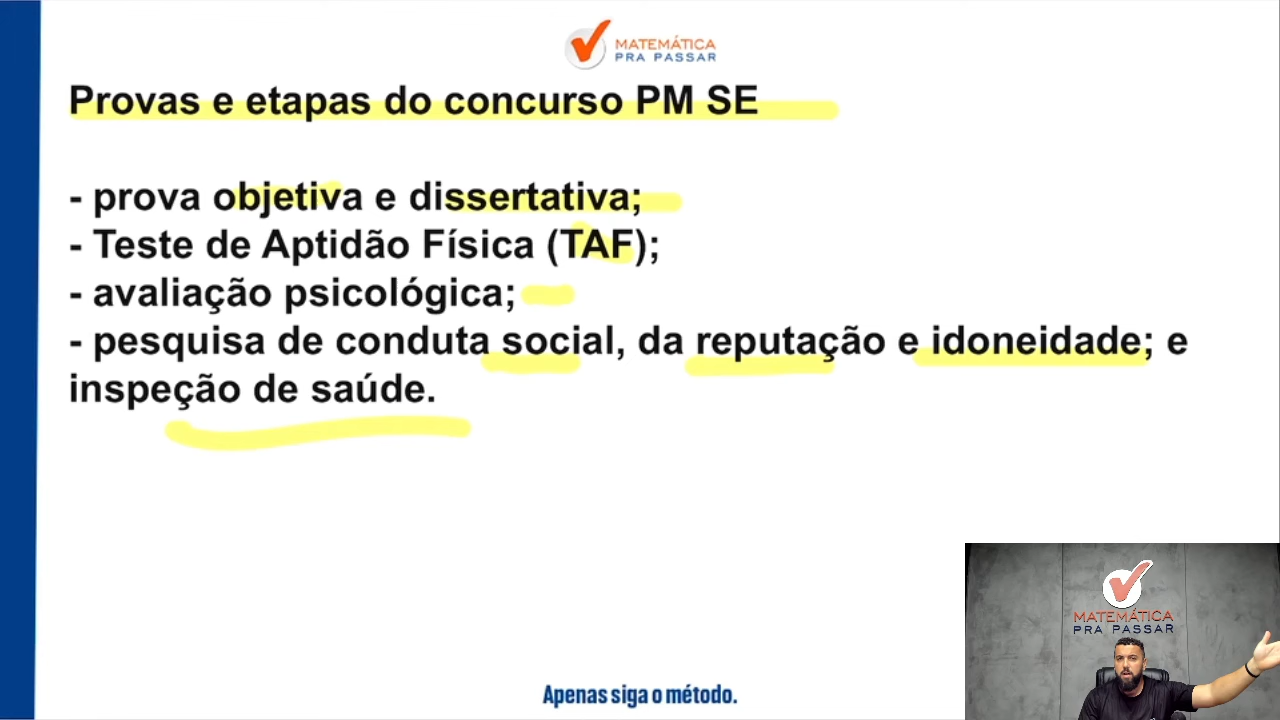 MATEMÁTICA
PRA PASSAR
Provas e etapas do concurso PM SE
- prova objetiva e dissertativa;
- Teste de Aptidão Física (TAF);
- avaliação psicológica;
- pesquisa de conduta social, da reputação e idoneidade; e
inspeção de saúde.
MATEMÁTICA
PRA PASSAR
Apenas siga o método.